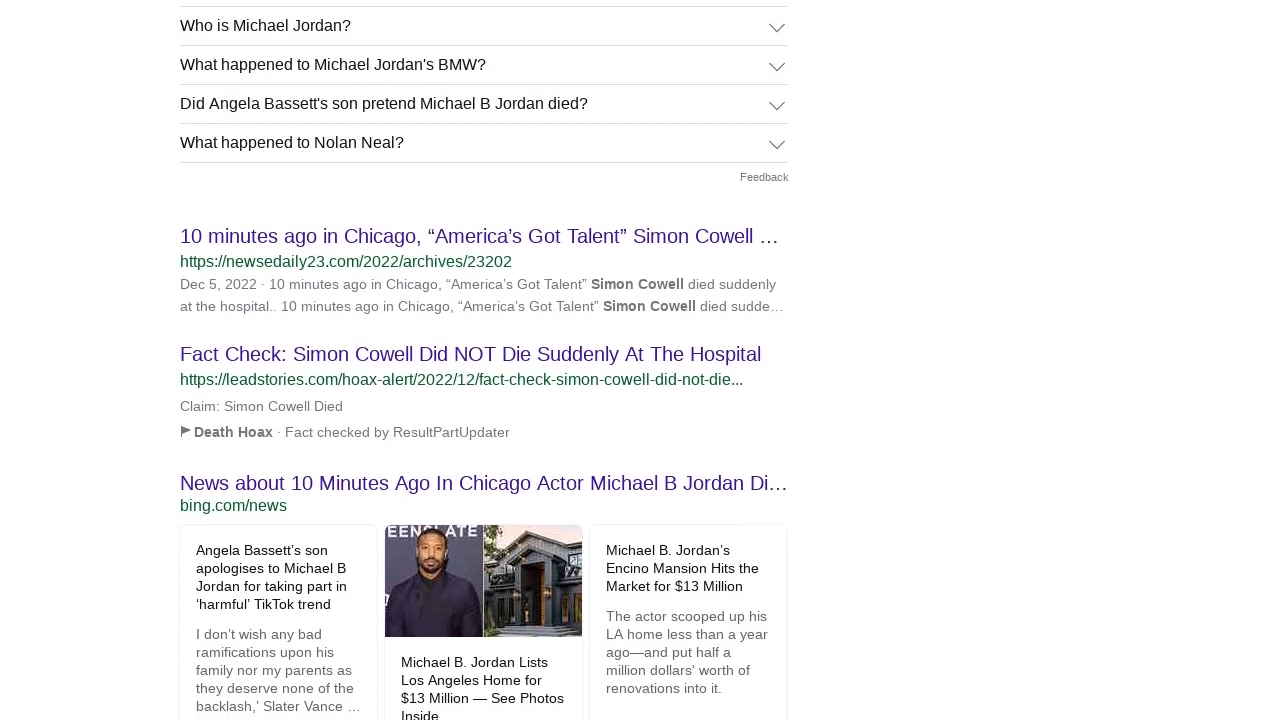 Who is Michael Jordan?
What happened to Michael Jordan's BMW?
Did Angela Bassett's son pretend Michael B Jordan died?
What happened to Nolan Neal?
Feedback
10 minutes ago in Chicago, “America’s Got Talent” Simon Cowell …
https://newsedaily23.com/2022/archives/23202
Dec 5, 2022 · 10 minutes ago in Chicago, “America’s Got Talent” Simon Cowell died suddenly
at the hospital.. 10 minutes ago in Chicago, “America’s Got Talent” Simon Cowell died sudde…
Fact Check: Simon Cowell Did NOT Die Suddenly At The Hospital
https://leadstories.com/hoax-alert/2022/12/fact-check-simon-cowell-did-not-die...
Claim: Simon Cowell Died
Death Hoax · Fact checked by ResultPartUpdater
News about 10 Minutes Ago In Chicago Actor Michael B Jordan Di…
bing.com/news
Angela Bassett’s son
apologises to Michael B
Jordan for taking part in
‘harmful’ TikTok trend
I don’t wish any bad
ramifications upon his
family nor my parents as
they deserve none of the
backlash,’ Slater Vance …
Michael B. Jordan Lists
Los Angeles Home for
$13 Million — See Photos
Inside
Michael B. Jordan’s
Encino Mansion Hits the
Market for $13 Million
The actor scooped up his
LA home less than a year
ago—and put half a
million dollars' worth of
renovations into it.